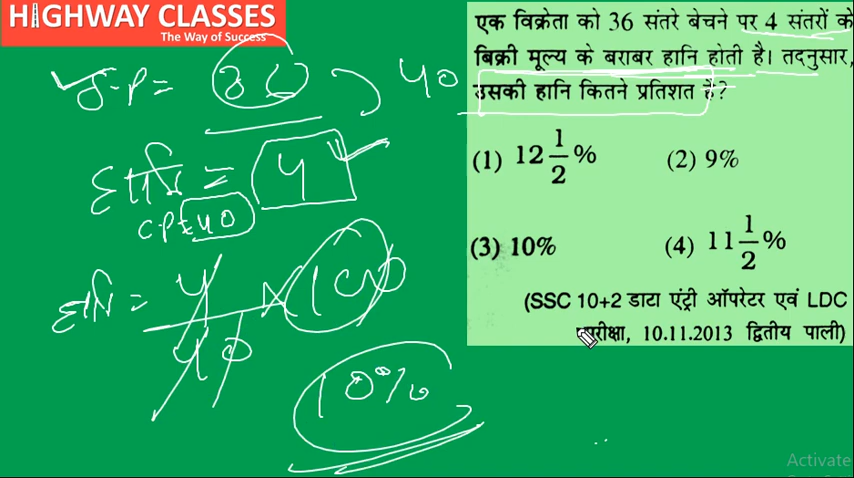 HIGHWAY CLASSES
The Way of Success
S.P = 36, 40
हानि = 4
C.P = 40
हानि = 4/40 × 100
10%
एक विक्रेता को 36 संतरे बेचने पर 4 संतरों के
बिक्री मूल्य के बराबर हानि होती है। तद्नुसार,
उसकी हानि कितने प्रतिशत है?
(1) 12 1/2 %
(2) 9%
(3) 10%
(4) 11 1/2 %
(SSC 10+2 डाटा एंट्री ऑपरेटर एवं LDC
परीक्षा, 10.11.2013 द्वितीय पाली)
Activate